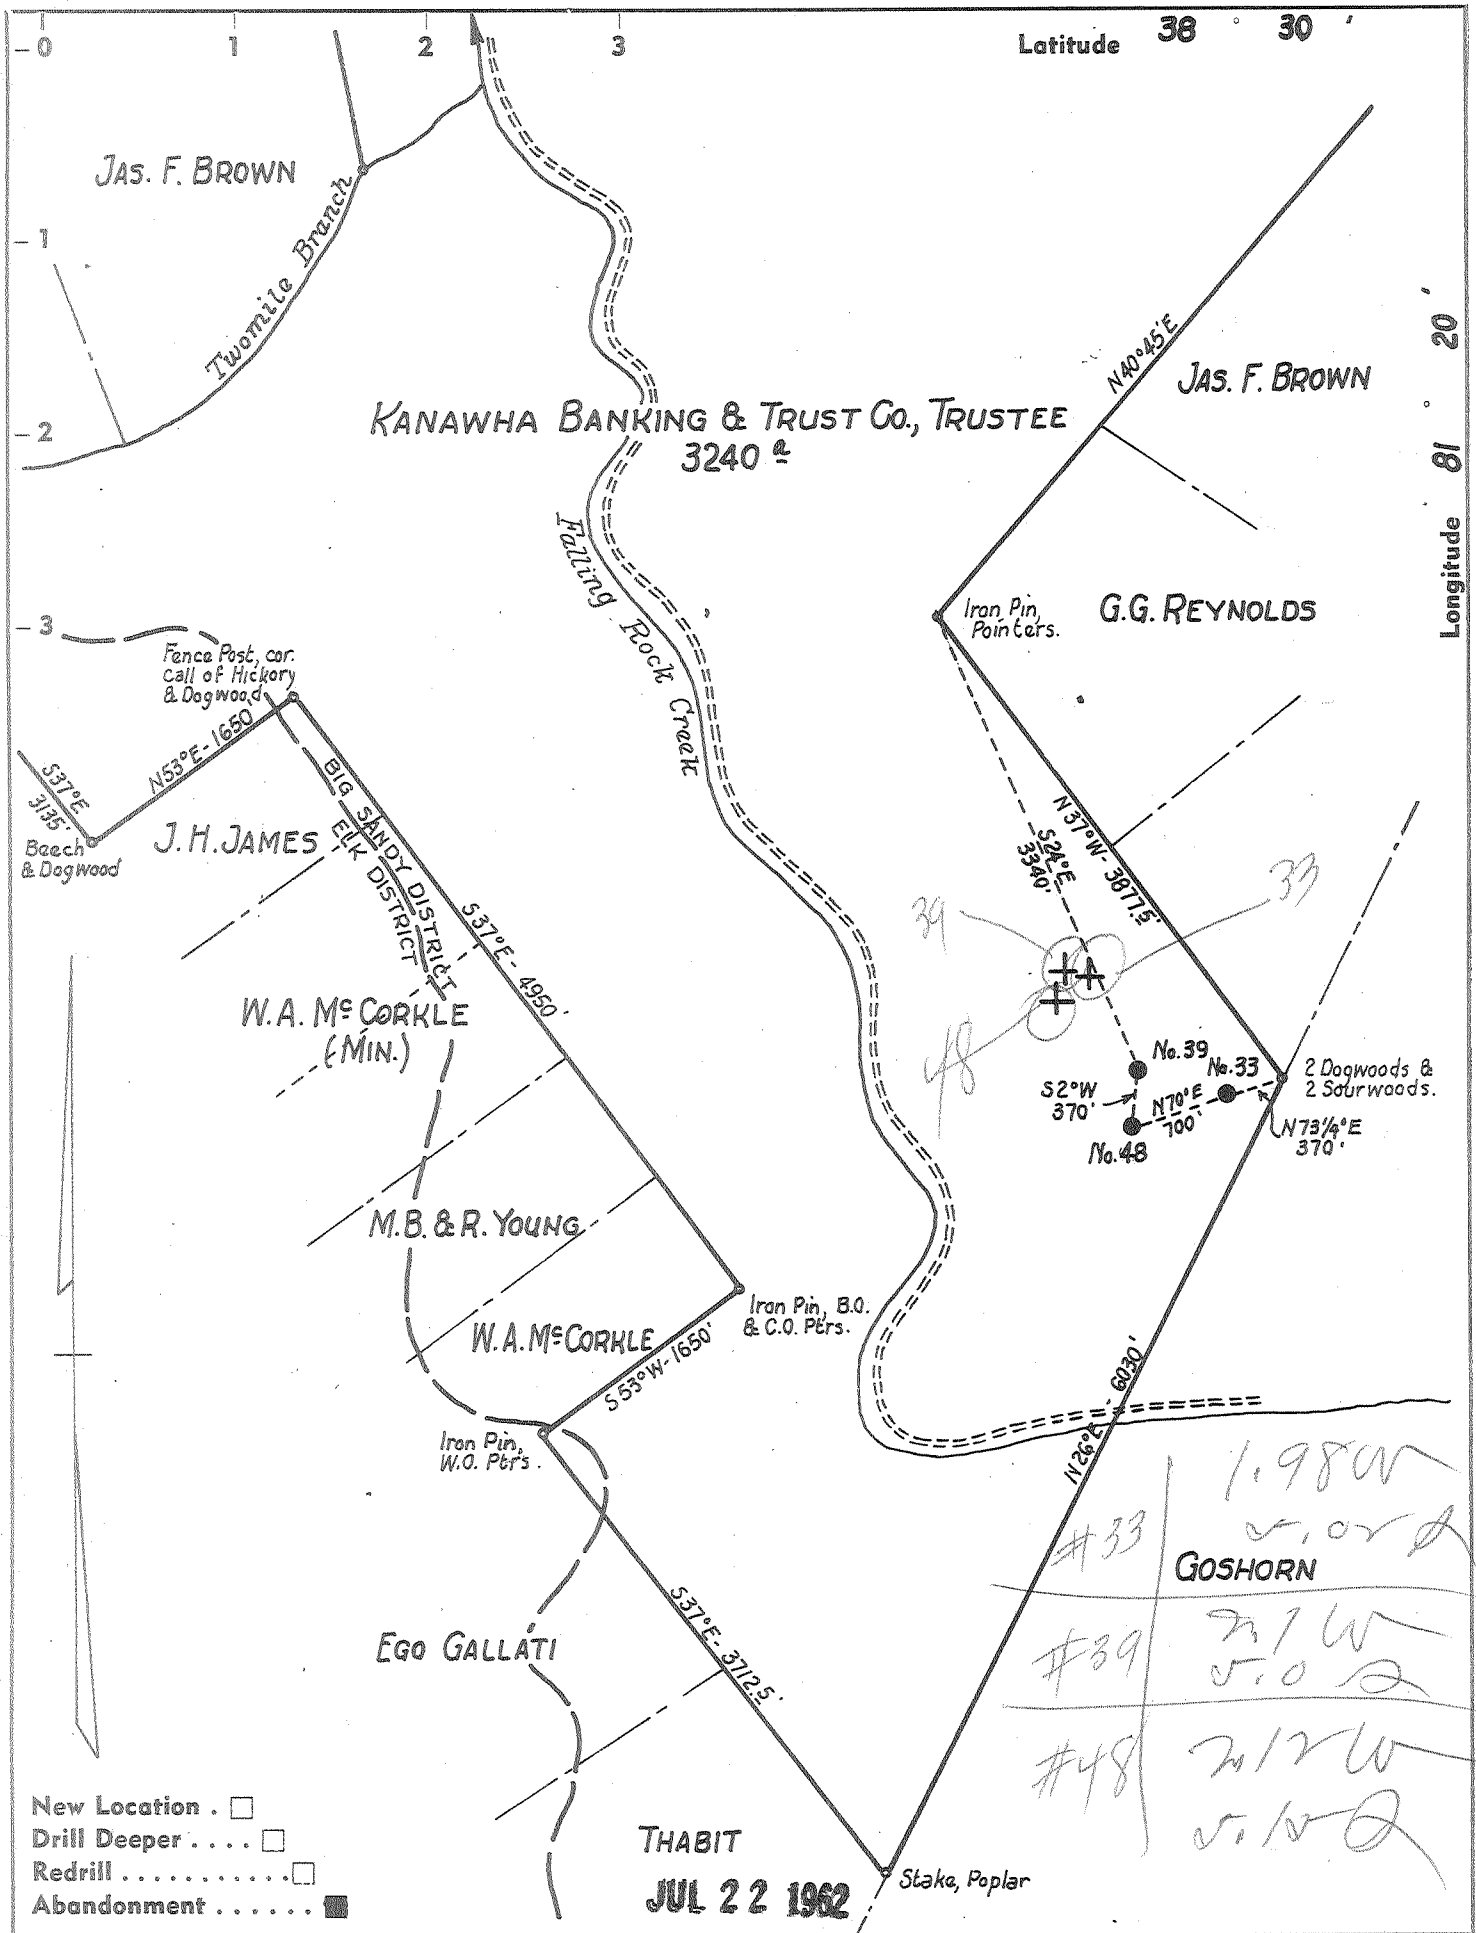 0 1 2 3
Latitude 38° 30'
JAS. F. BROWN
1
Twomile Branch
Longitude 81° 20'
N40°45'E
JAS. F. BROWN
2
KANAWHA BANKING & TRUST CO., TRUSTEE
3240 a
Falling Rock Creek
Iron Pin,
Pointers.
G.G. REYNOLDS
3
Fence Post, cor.
Call of Hickory
& Dogwood
N53°E-1650'
S37°E
3135'
Beech
& Dogwood
J.H. JAMES
BIG SANDY DISTRICT
ELK DISTRICT
S37°E - 4950'
N37°W - 3877.5'
S24°E
3340'
39
33
48
W.A. McCORKLE
(MIN.)
No.39
No.33
2 Dogwoods &
2 Sourwoods.
S2°W
370'
N70°E
700'
N73¼°E
370'
No.48
M.B. & R. YOUNG
Iron Pin, B.O.
& C.O. Ptrs.
W.A. McCORKLE
S53°W-1650'
Iron Pin,
W.O. Ptrs.
N26°E - 6030'
#33
1.98 W
GOSHORN
#39
#48
EGO GALLATI
S37°E - 3712.5'
New Location . □
Drill Deeper .... □
Redrill ........... □
Abandonment ...... ■
THABIT
JUL 22 1962
Stake, Poplar